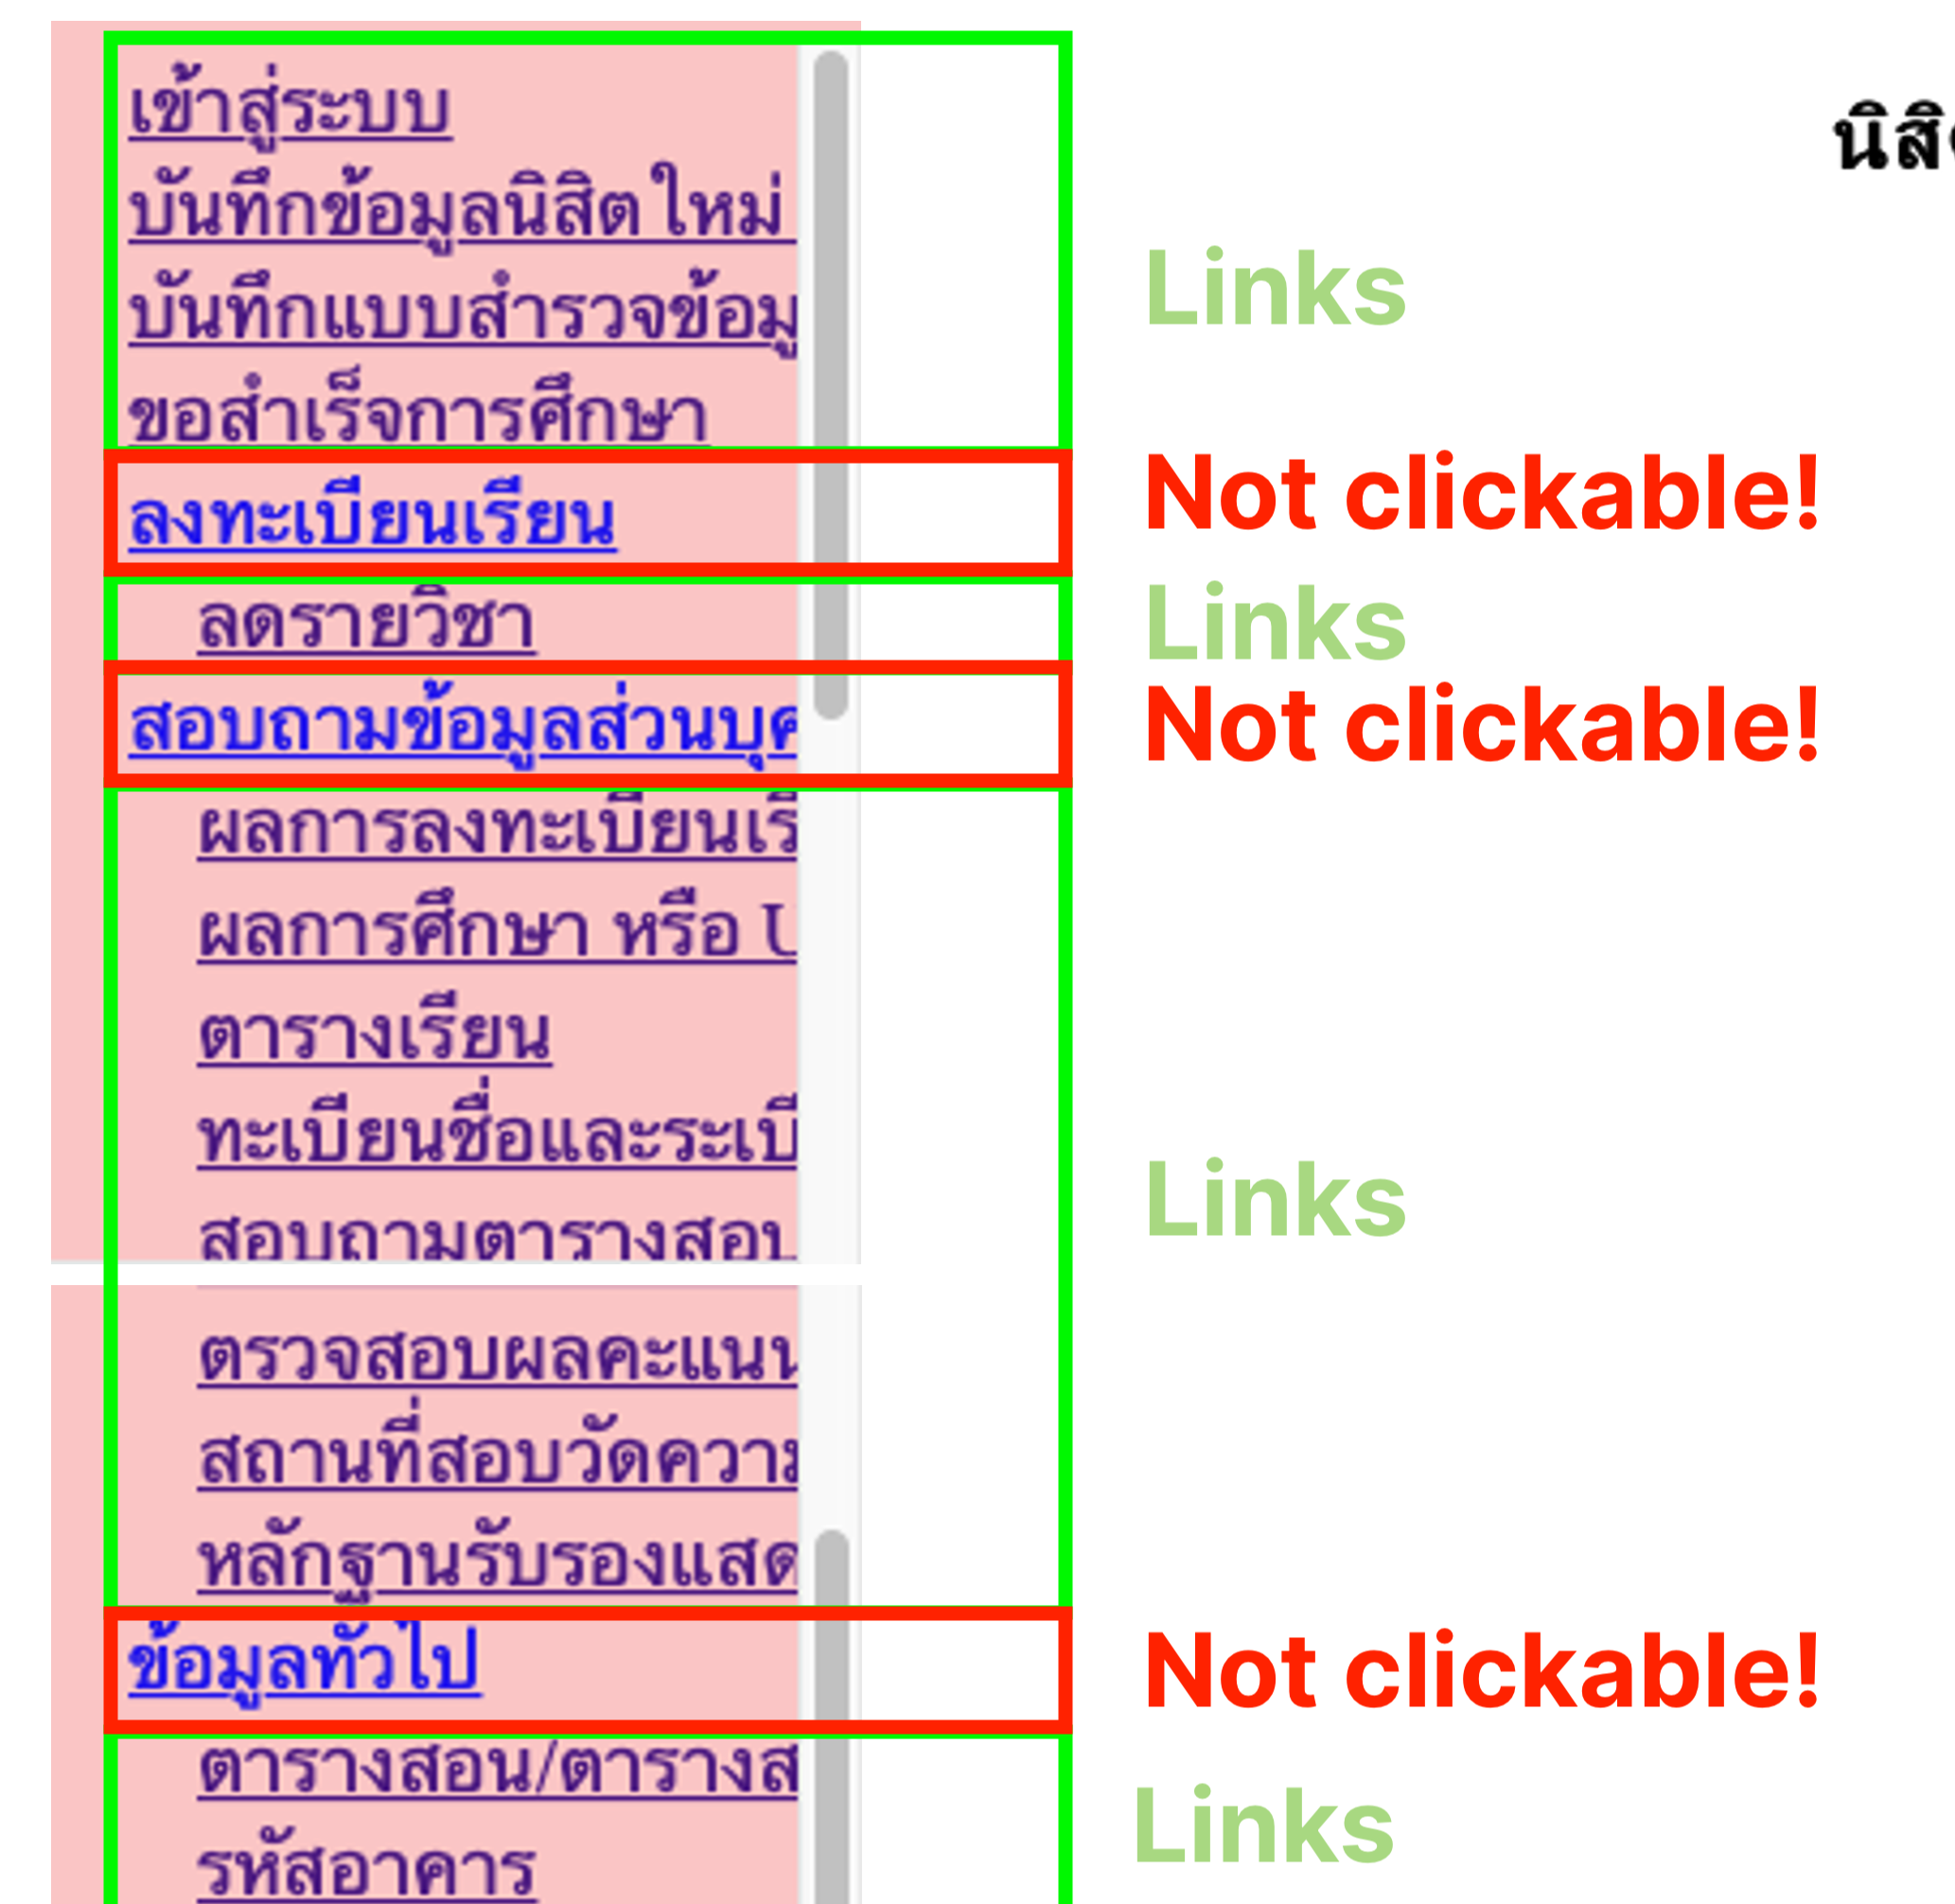 เข้าสู่ระบบ
นิสิ
บันทึกข้อมูลนิสิตใหม่
Links
บันทึกแบบสำรวจข้อมู
ขอสำเร็จการศึกษา
ลงทะเบียนเรียน
Not clickable!
ลดรายวิชา
Links
สอบถามข้อมูลส่วนบุค
Not clickable!
ผลการลงทะเบียนเรี
ผลการศึกษา หรือ U
ตารางเรียน
ทะเบียนชื่อและระเบี
Links
สอบถามตารางสอบ
ตรวจสอบผลคะแนน
สถานที่สอบวัดความ
หลักฐานรับรองแสด
ข้อมูลทั่วไป
Not clickable!
ตารางสอน/ตารางส
Links
รหัสอาคาร